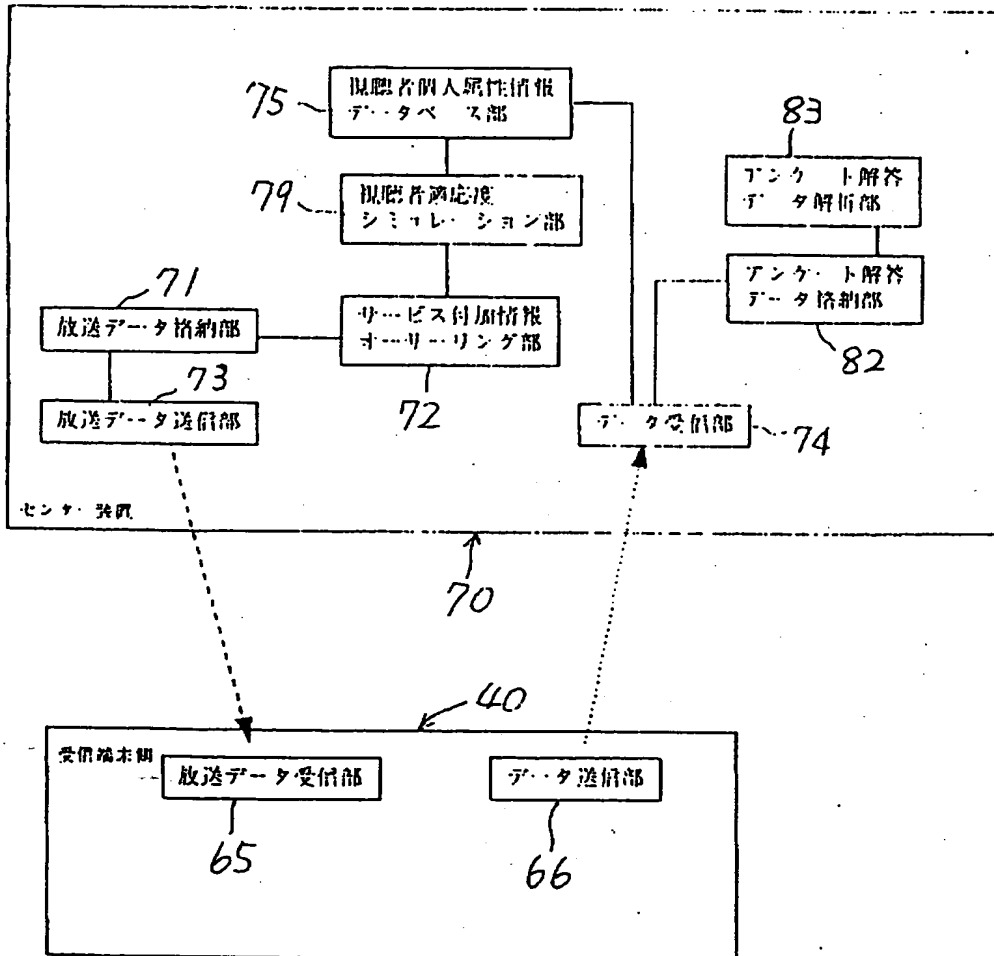 75
視聴者個人属性情報
データベース部
83
アンケート解答
データ解析部
79
視聴者適応度
シミュレーション部
アンケート解答
データ格納部
82
71
放送データ格納部
サービス付加情報
オーサーリング部
72
73
放送データ送信部
データ受信部
74
センター装置
70
40
受信端末側
放送データ受信部
データ送信部
65
66